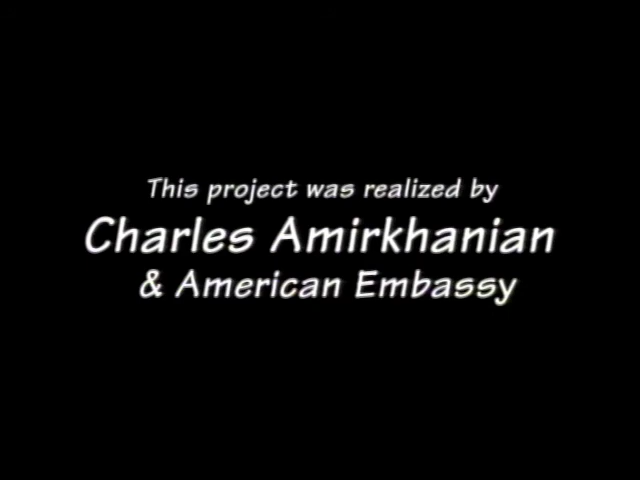 This project was realized by
Charles Amirkhanian
& American Embassy